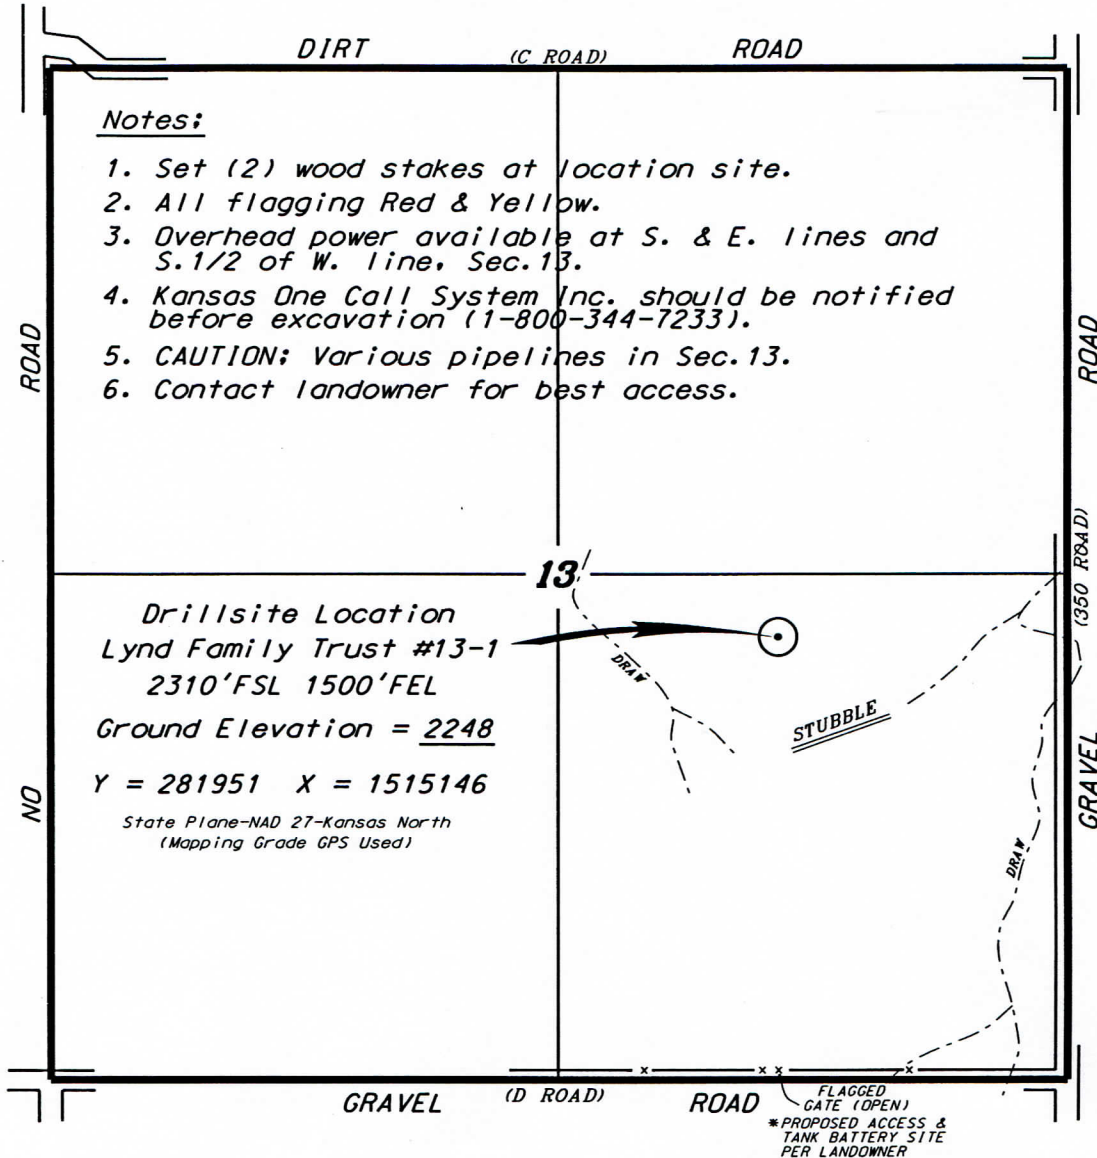 DIRT (C ROAD) ROAD
Notes:
1. Set (2) wood stakes at location site.
2. All flagging Red & Yellow.
3. Overhead power available at S. & E. lines and
S.1/2 of W. line, Sec.13.
4. Kansas One Call System Inc. should be notified
before excavation (1-800-344-7233).
5. CAUTION: Various pipelines in Sec.13.
6. Contact landowner for best access.
NO ROAD
GRAVEL (350 ROAD) ROAD
13
Drillsite Location
Lynd Family Trust #13-1
2310'FSL 1500'FEL
Ground Elevation = 2248
Y = 281951 X = 1515146
State Plane-NAD 27-Kansas North
(Mapping Grade GPS Used)
DRAW
STUBBLE
DRAW
GRAVEL (D ROAD) ROAD
FLAGGED
GATE (OPEN)
*PROPOSED ACCESS &
TANK BATTERY SITE
PER LANDOWNER